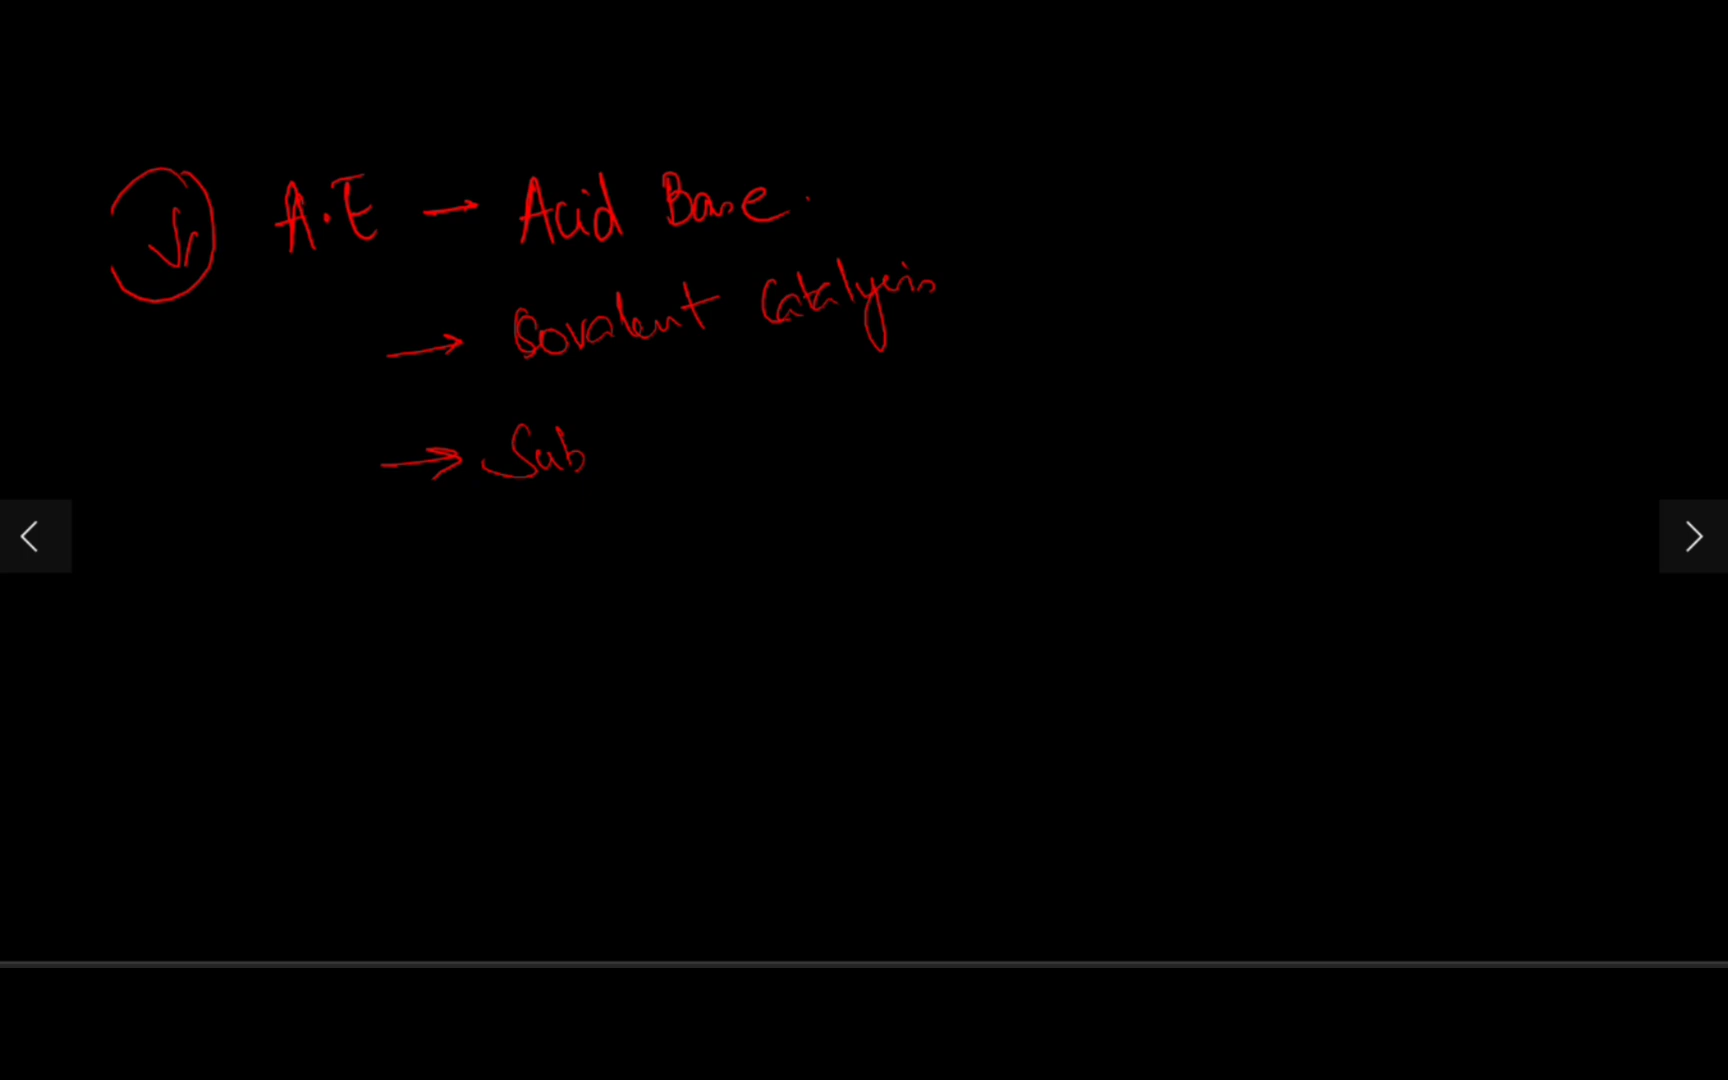 A.E → Acid Base.
→ Covalent Catalysis
→ Sub